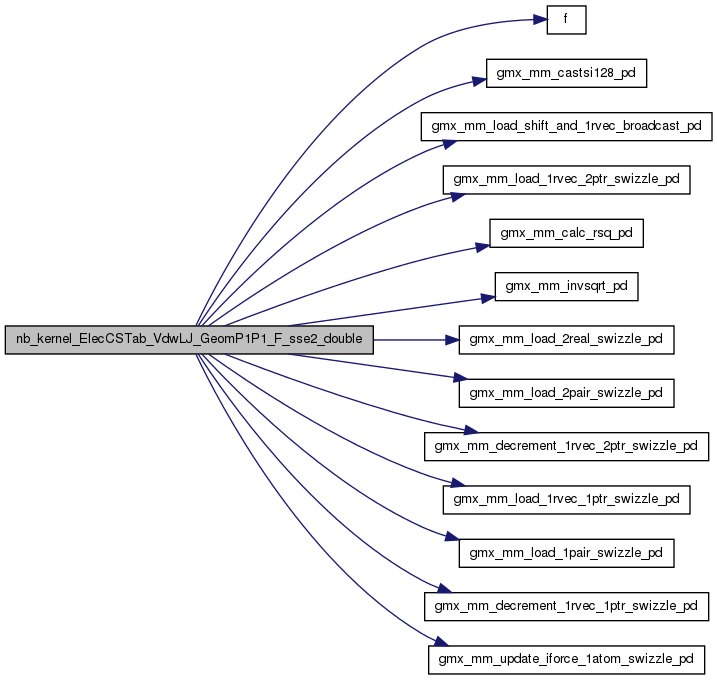 f
gmx_mm_castsi128_pd
gmx_mm_load_shift_and_1rvec_broadcast_pd
gmx_mm_load_1rvec_2ptr_swizzle_pd
gmx_mm_calc_rsq_pd
gmx_mm_invsqrt_pd
nb_kernel_ElecCSTab_VdwLJ_GeomP1P1_F_sse2_double
gmx_mm_load_2real_swizzle_pd
gmx_mm_load_2pair_swizzle_pd
gmx_mm_decrement_1rvec_2ptr_swizzle_pd
gmx_mm_load_1rvec_1ptr_swizzle_pd
gmx_mm_load_1pair_swizzle_pd
gmx_mm_decrement_1rvec_1ptr_swizzle_pd
gmx_mm_update_iforce_1atom_swizzle_pd